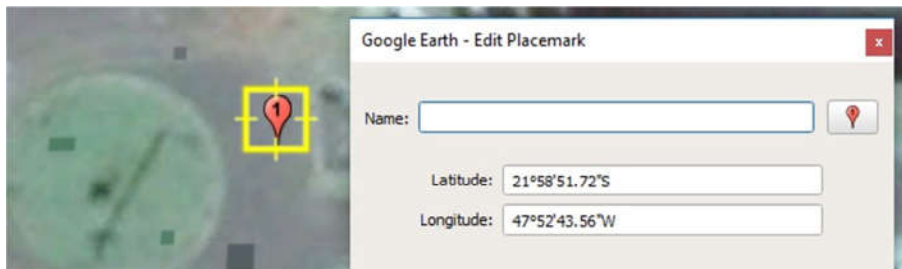 Google Earth - Edit Placemark
x
1
Name:
Latitude: 21°58'51.72"S
Longitude: 47°52'43.56"W